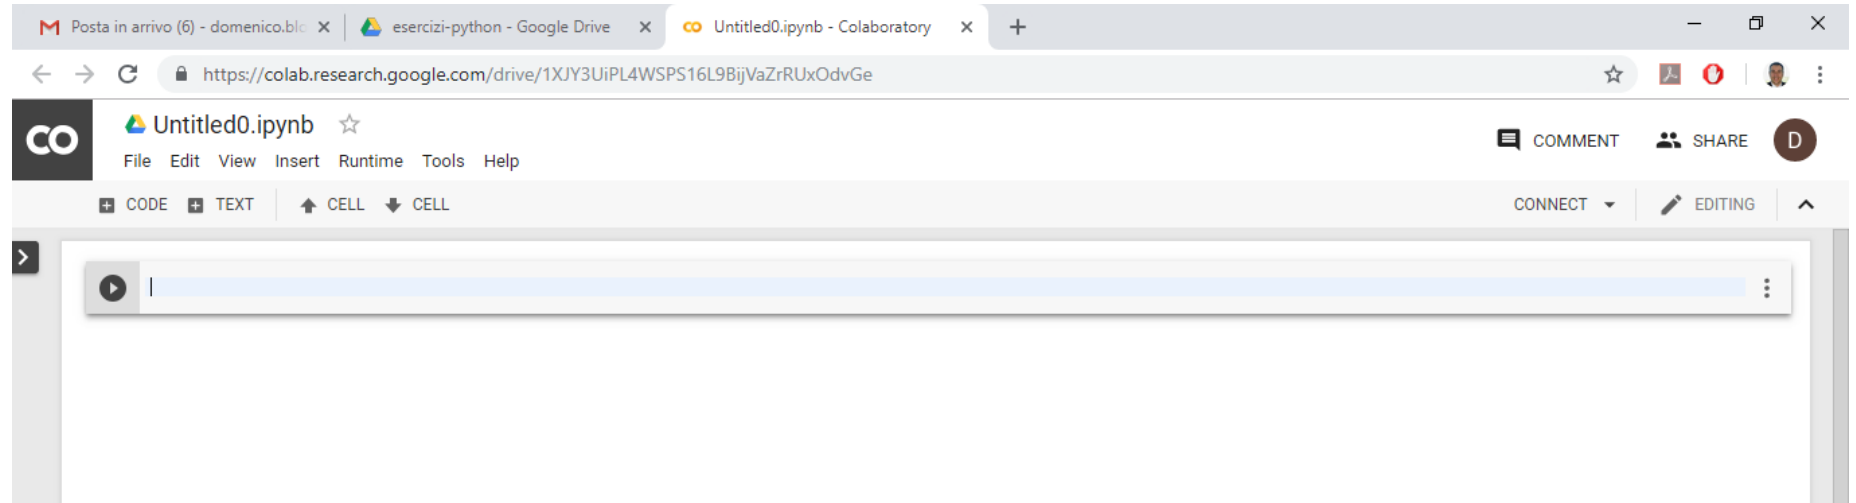 Posta in arrivo (6) - domenico.blo
esercizi-python - Google Drive
Untitled0.ipynb - Colaboratory
https://colab.research.google.com/drive/1XJY3UiPL4WSPS16L9BijVaZrRUxOdvGe
CO
Untitled0.ipynb
COMMENT SHARE D
File Edit View Insert Runtime Tools Help
CODE TEXT CELL CELL CONNECT EDITING